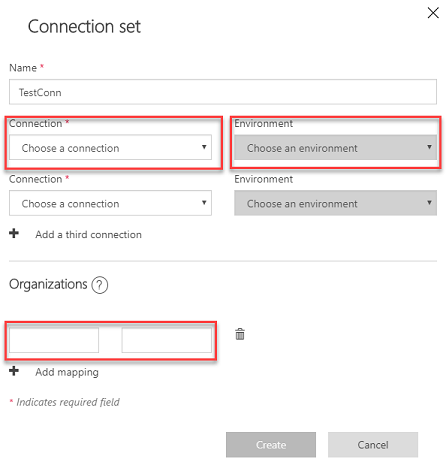 Connection set
Name *
TestConn
Connection * Environment
Choose a connection Choose an environment
Connection * Environment
Choose a connection Choose an environment
Add a third connection
Organizations ?
Add mapping
* Indicates required field
Create Cancel